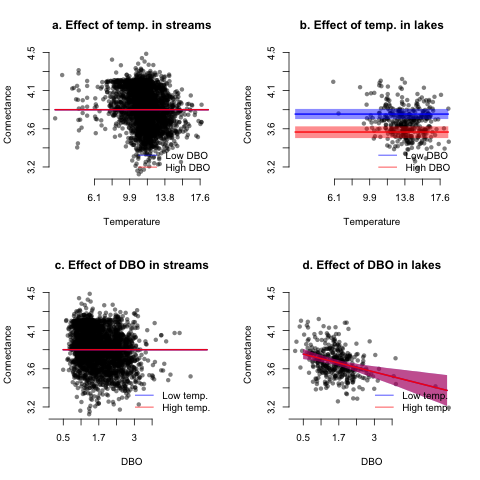 a. Effect of temp. in streams
Connectance
4.5
4.1
3.6
3.2
Low DBO
High DBO
6.1 9.9 13.8 17.6
Temperature
b. Effect of temp. in lakes
Connectance
4.5
4.1
3.6
3.2
Low DBO
High DBO
6.1 9.9 13.8 17.6
Temperature
c. Effect of DBO in streams
Connectance
4.5
4.1
3.6
3.2
Low temp.
High temp.
0.5 1.7 3
DBO
d. Effect of DBO in lakes
Connectance
4.5
4.1
3.6
3.2
Low temp.
High temp.
0.5 1.7 3
DBO